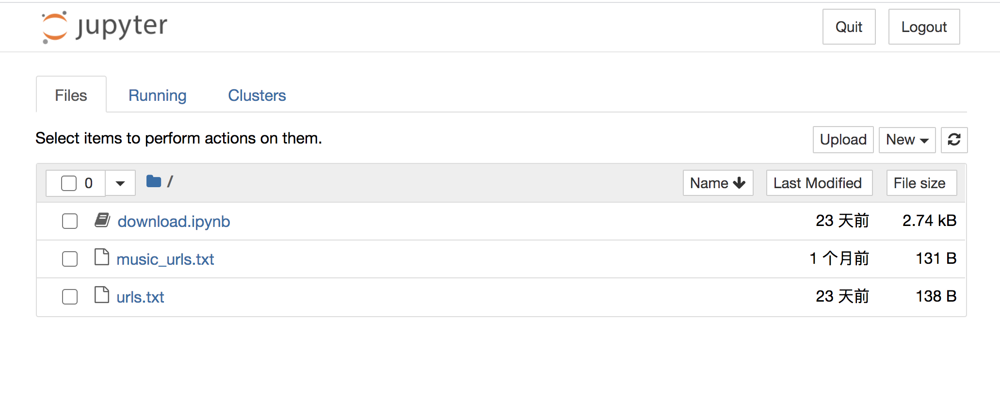 jupyter
Quit
Logout
Files
Running
Clusters
Select items to perform actions on them.
Upload
New
0
/
Name
Last Modified
File size
download.ipynb
23 天前
2.74 kB
music_urls.txt
1 个月前
131 B
urls.txt
23 天前
138 B